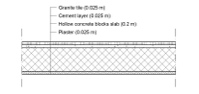 Granite tile (0.025 m)
Cement layer (0.025 m)
Hollow concrete blocks slab (0.2 m)
Plaster (0.025 m)